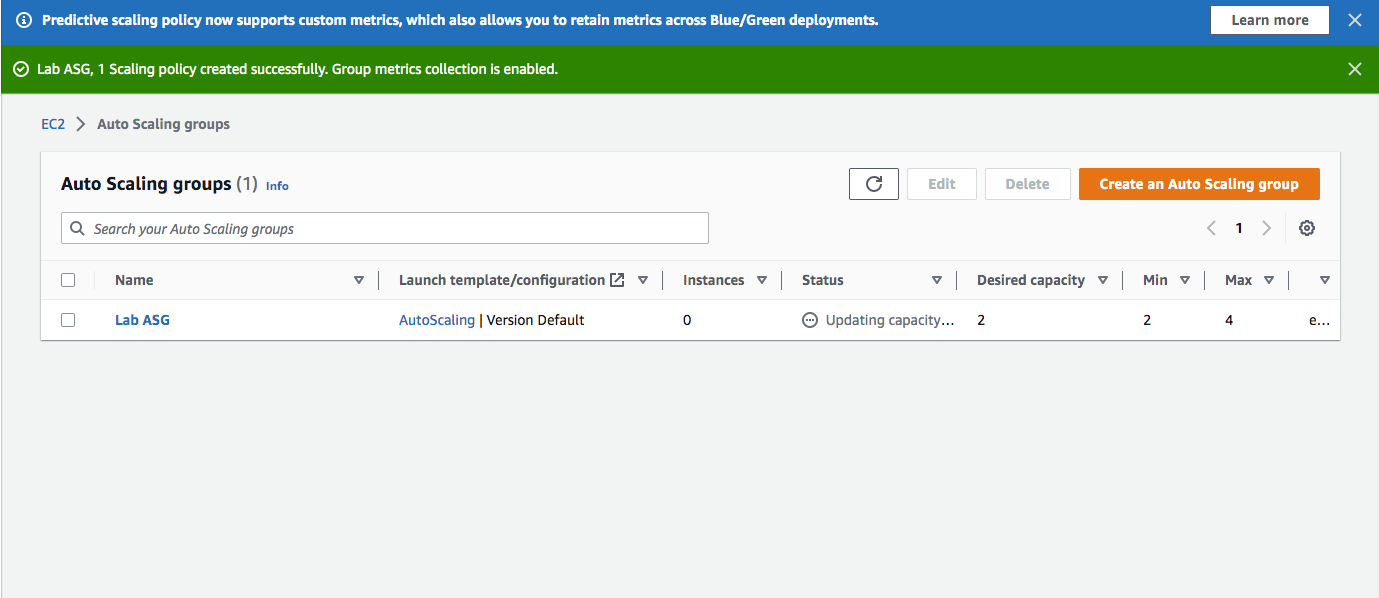 Predictive scaling policy now supports custom metrics, which also allows you to retain metrics across Blue/Green deployments.
Learn more
Lab ASG, 1 Scaling policy created successfully. Group metrics collection is enabled.
EC2 > Auto Scaling groups
Auto Scaling groups (1) Info
Edit
Delete
Create an Auto Scaling group
Search your Auto Scaling groups
1
Name Launch template/configuration Instances Status Desired capacity Min Max
Lab ASG AutoScaling | Version Default 0 Updating capacity... 2 2 4 e...